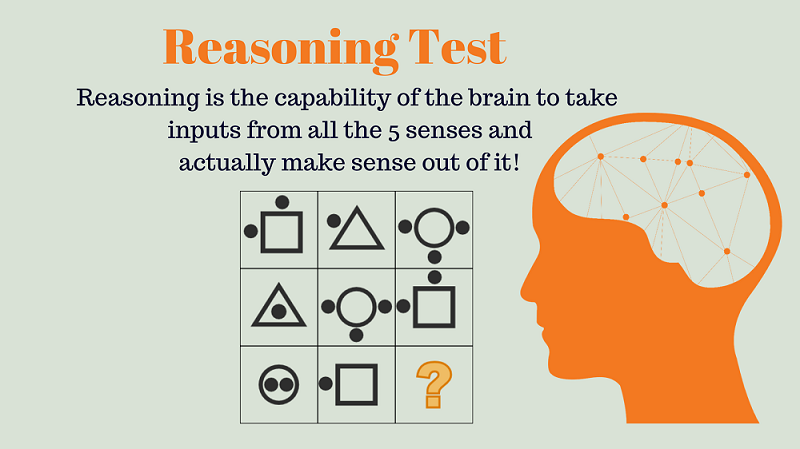 Reasoning Test
Reasoning is the capability of the brain to take
inputs from all the 5 senses and
actually make sense out of it!
?